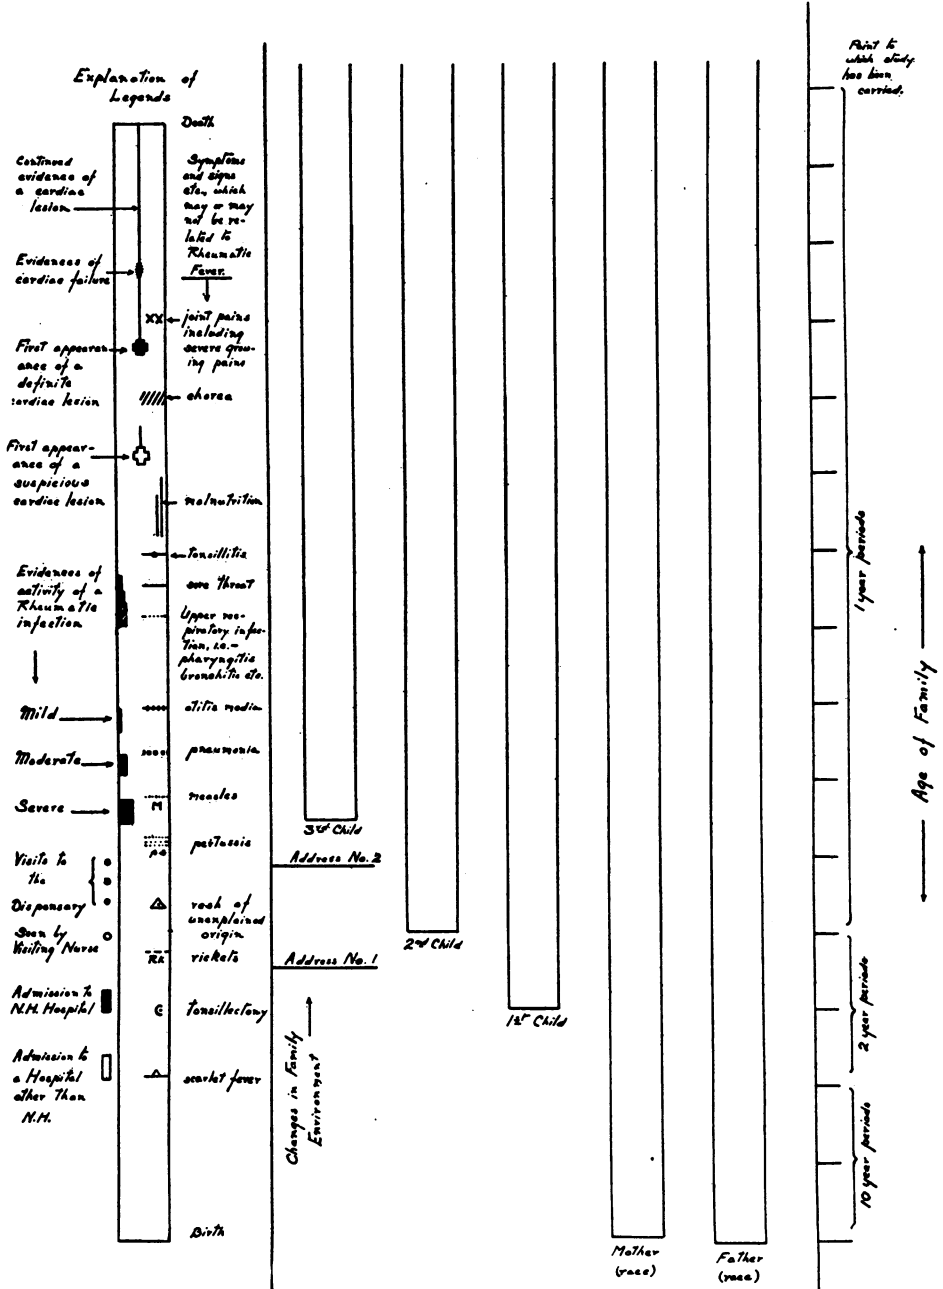 Explanation of
Legends
Death
Continued
evidence of
a cardiac
lesion
Symptoms
and signs
etc., which
may or may
not be re-
lated to
Rheumatic
Fever.
Evidences of
cardiac failure
XX
joint pains
including
severe grow-
ing pains
First appear-
ance of a
definite
cardiac lesion
chorea
First appear-
ance of a
suspicious
cardiac lesion
malnutrition
tonsillitis
Evidences of
activity of a
Rheumatic
infection
sore throat
Upper res-
piratory infec-
tion, i.e.-
pharyngitis
bronchitis etc.
Mild
otitis media
Moderate
pneumonia
Severe
M
measles
pertussis
Visits to
the
Dispensary
rash of
unexplained
origin
Seen by
Visiting Nurse
Rx
rickets
Admission to
N.H. Hospital
tonsillectomy
Admission to
a Hospital
other than
N.H.
scarlet fever
Birth
3rd Child
Address No. 2
2nd Child
Address No. 1
1st Child
Changes in Family
Environment
Mother
(race)
Father
(race)
Point to
which study
has been
carried.
1 year periods
2 year periods
10 year periods
Age of Family